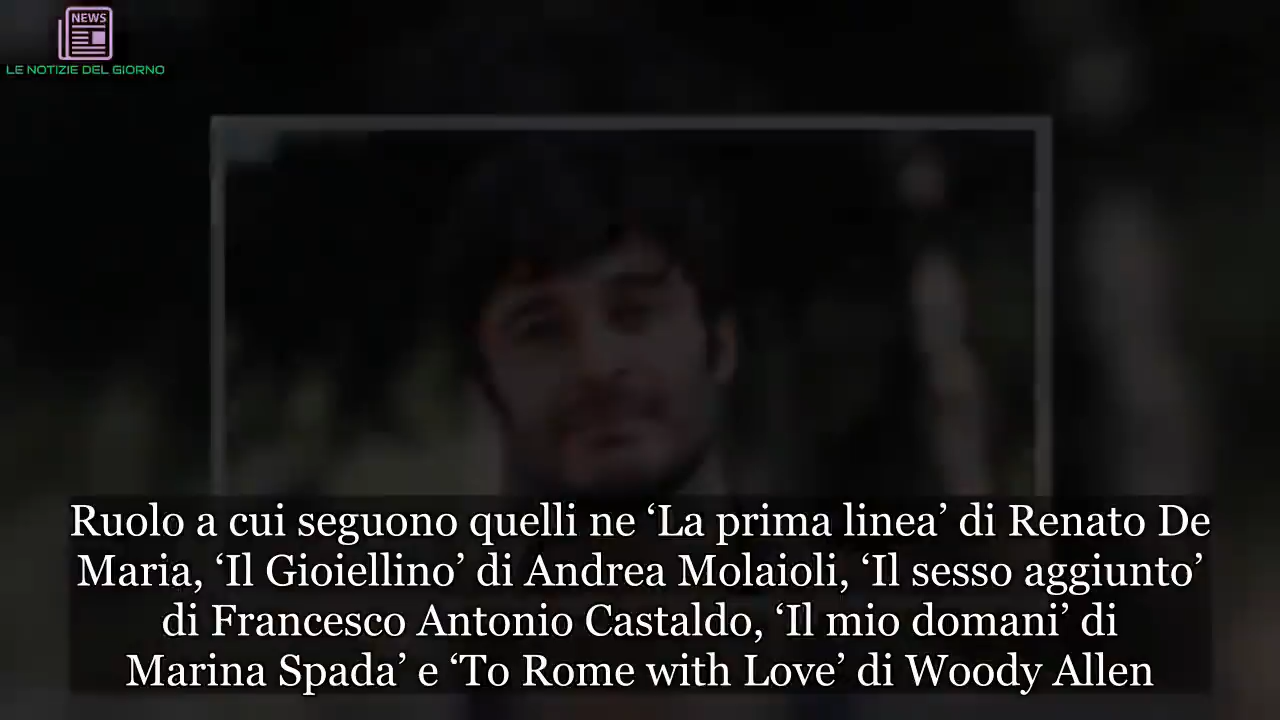 NEWS
LE NOTIZIE DEL GIORNO
Ruolo a cui seguono quelli ne ‘La prima linea’ di Renato De
Maria, ‘Il Gioiellino’ di Andrea Molaioli, ‘Il sesso aggiunto’
di Francesco Antonio Castaldo, ‘Il mio domani’ di
Marina Spada’ e ‘To Rome with Love’ di Woody Allen